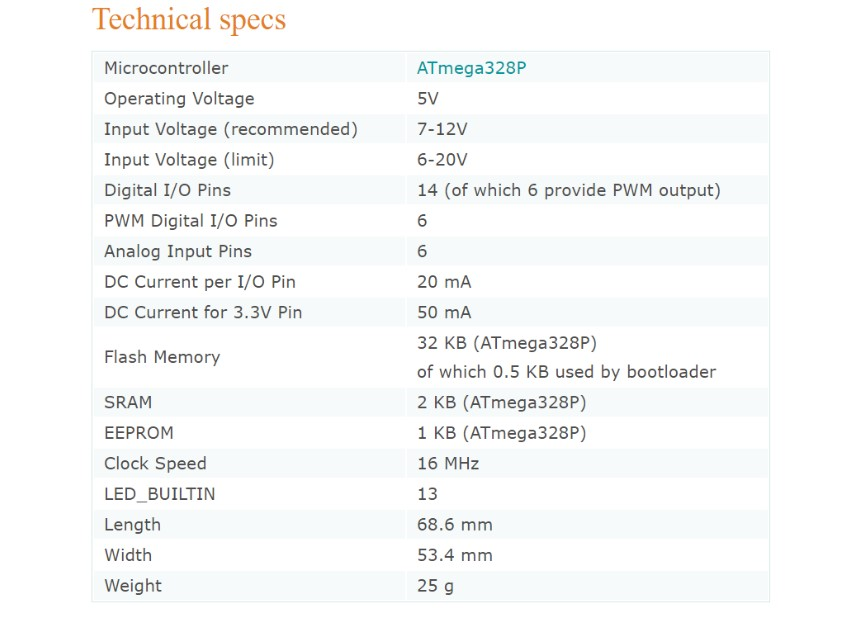 Technical specs
Microcontroller ATmega328P
Operating Voltage 5V
Input Voltage (recommended) 7-12V
Input Voltage (limit) 6-20V
Digital I/O Pins 14 (of which 6 provide PWM output)
PWM Digital I/O Pins 6
Analog Input Pins 6
DC Current per I/O Pin 20 mA
DC Current for 3.3V Pin 50 mA
Flash Memory 32 KB (ATmega328P)
of which 0.5 KB used by bootloader
SRAM 2 KB (ATmega328P)
EEPROM 1 KB (ATmega328P)
Clock Speed 16 MHz
LED_BUILTIN 13
Length 68.6 mm
Width 53.4 mm
Weight 25 g